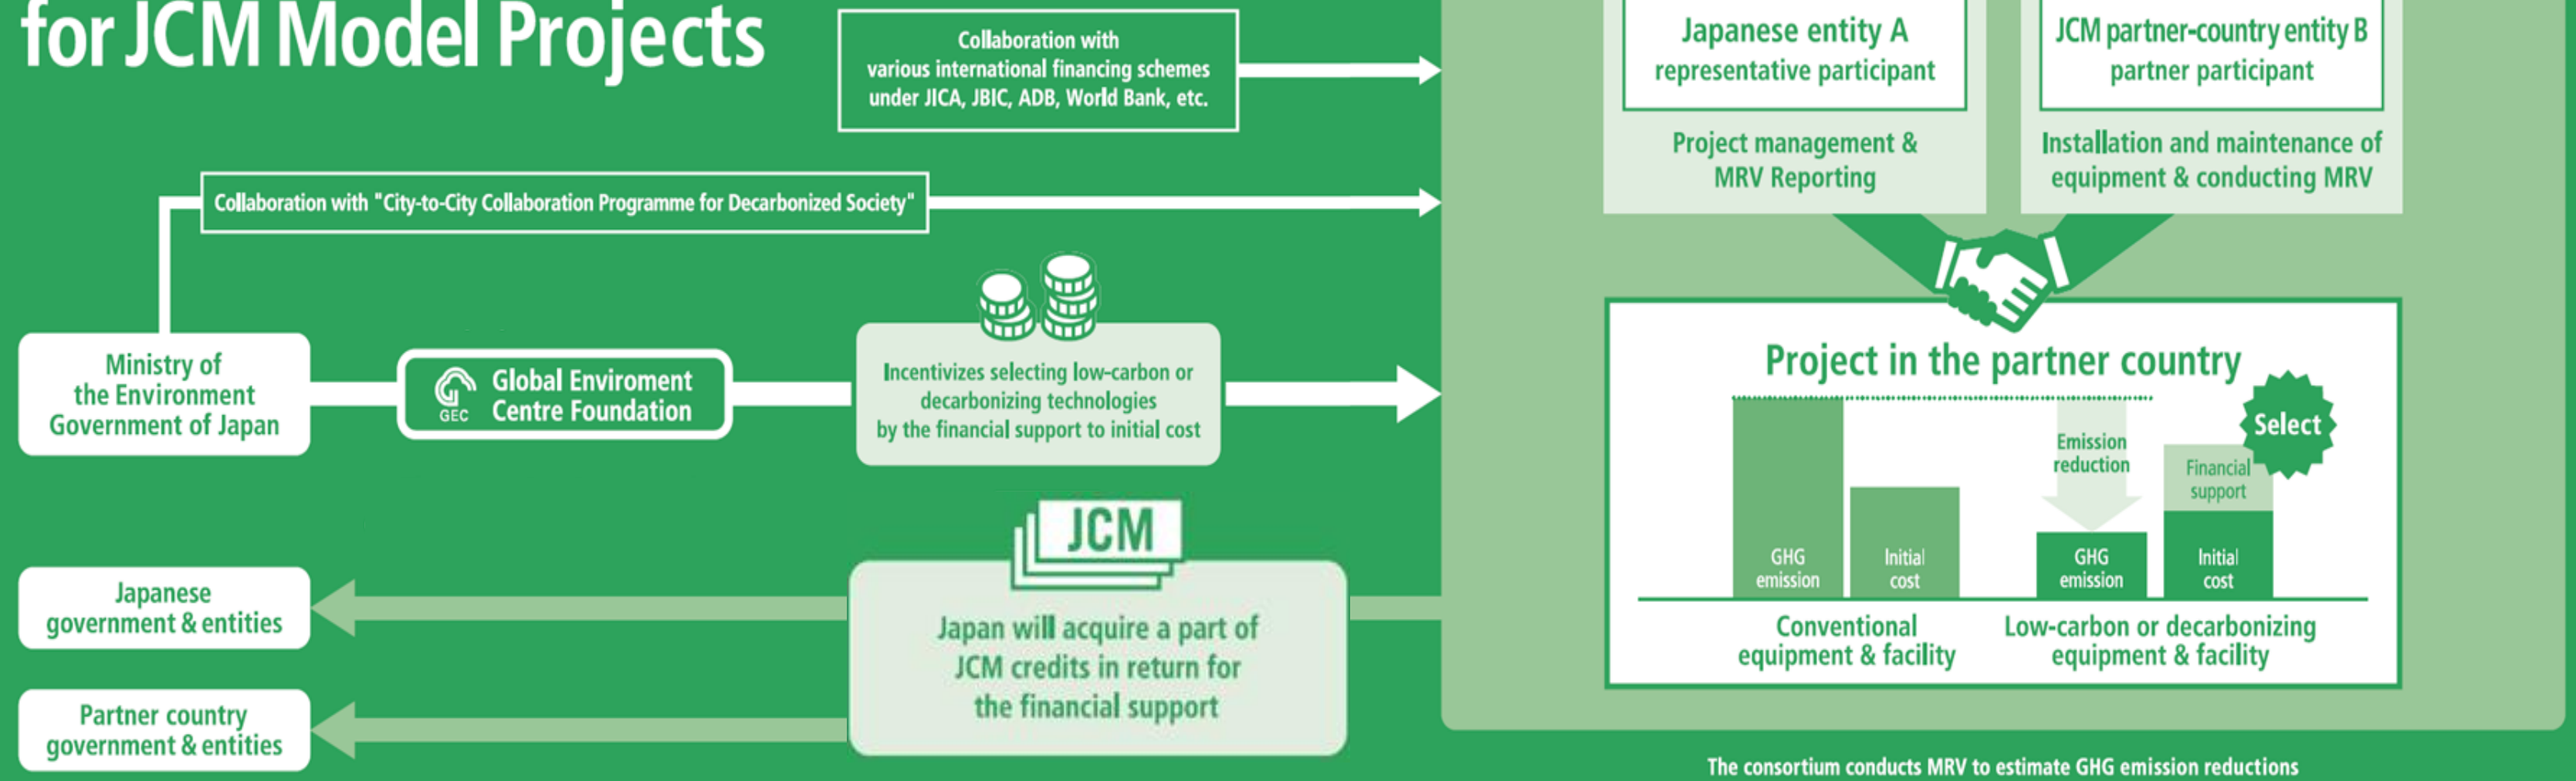 for JCM Model Projects
Collaboration with
various international financing schemes
under JICA, JBIC, ADB, World Bank, etc.
Collaboration with "City-to-City Collaboration Programme for Decarbonized Society"
Ministry of
the Environment
Government of Japan
GEC
Global Enviroment
Centre Foundation
Incentivizes selecting low-carbon or
decarbonizing technologies
by the financial support to initial cost
JCM
Japan will acquire a part of
JCM credits in return for
the financial support
Japanese
government & entities
Partner country
government & entities
Japanese entity A
representative participant
Project management &
MRV Reporting
JCM partner-country entity B
partner participant
Installation and maintenance of
equipment & conducting MRV
Project in the partner country
Select
Emission
reduction
Financial
support
GHG
emission
Initial
cost
GHG
emission
Initial
cost
Conventional
equipment & facility
Low-carbon or decarbonizing
equipment & facility
The consortium conducts MRV to estimate GHG emission reductions